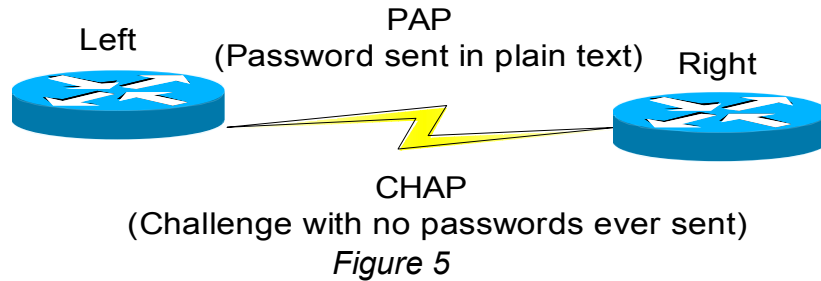 PAP
Left
(Password sent in plain text)
Right
CHAP
(Challenge with no passwords ever sent)
Figure 5